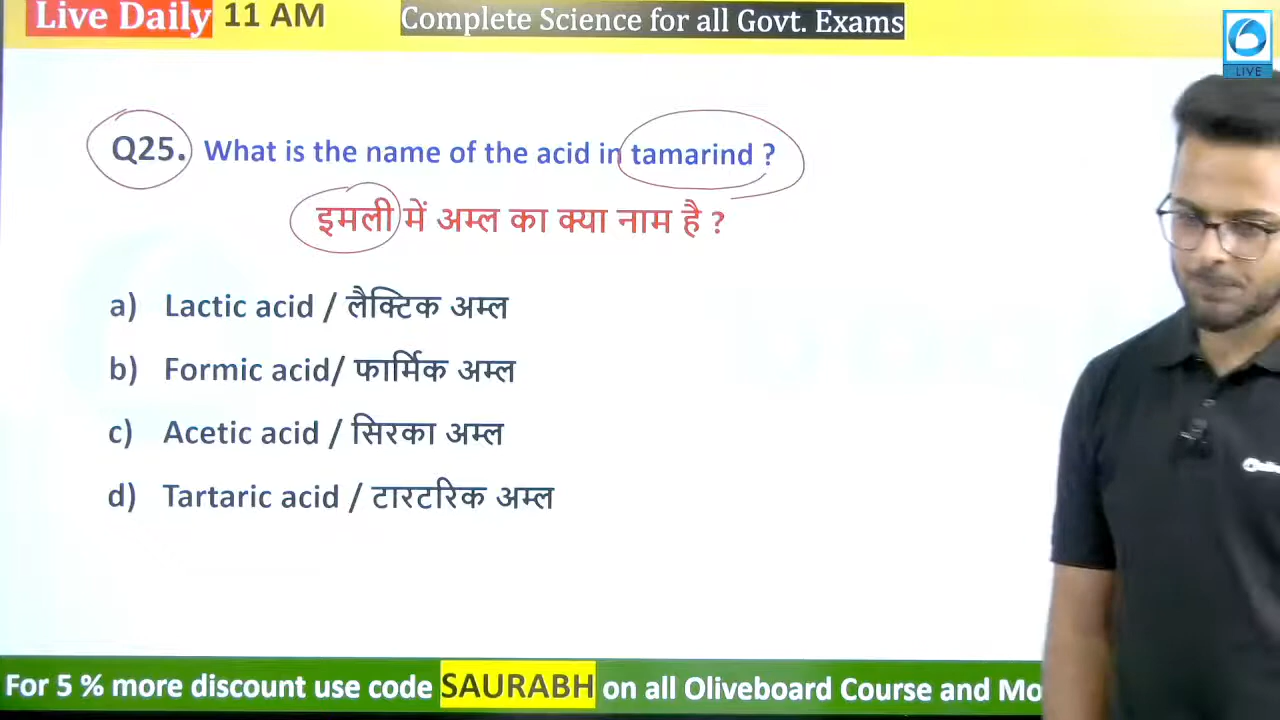 Live Daily 11 AM Complete Science for all Govt. Exams
LIVE
Q25. What is the name of the acid in tamarind ?
इमली में अम्ल का क्या नाम है ?
a) Lactic acid / लैक्टिक अम्ल
b) Formic acid/ फार्मिक अम्ल
c) Acetic acid / सिरका अम्ल
d) Tartaric acid / टारटरिक अम्ल
For 5 % more discount use code SAURABH on all Oliveboard Course and Mo